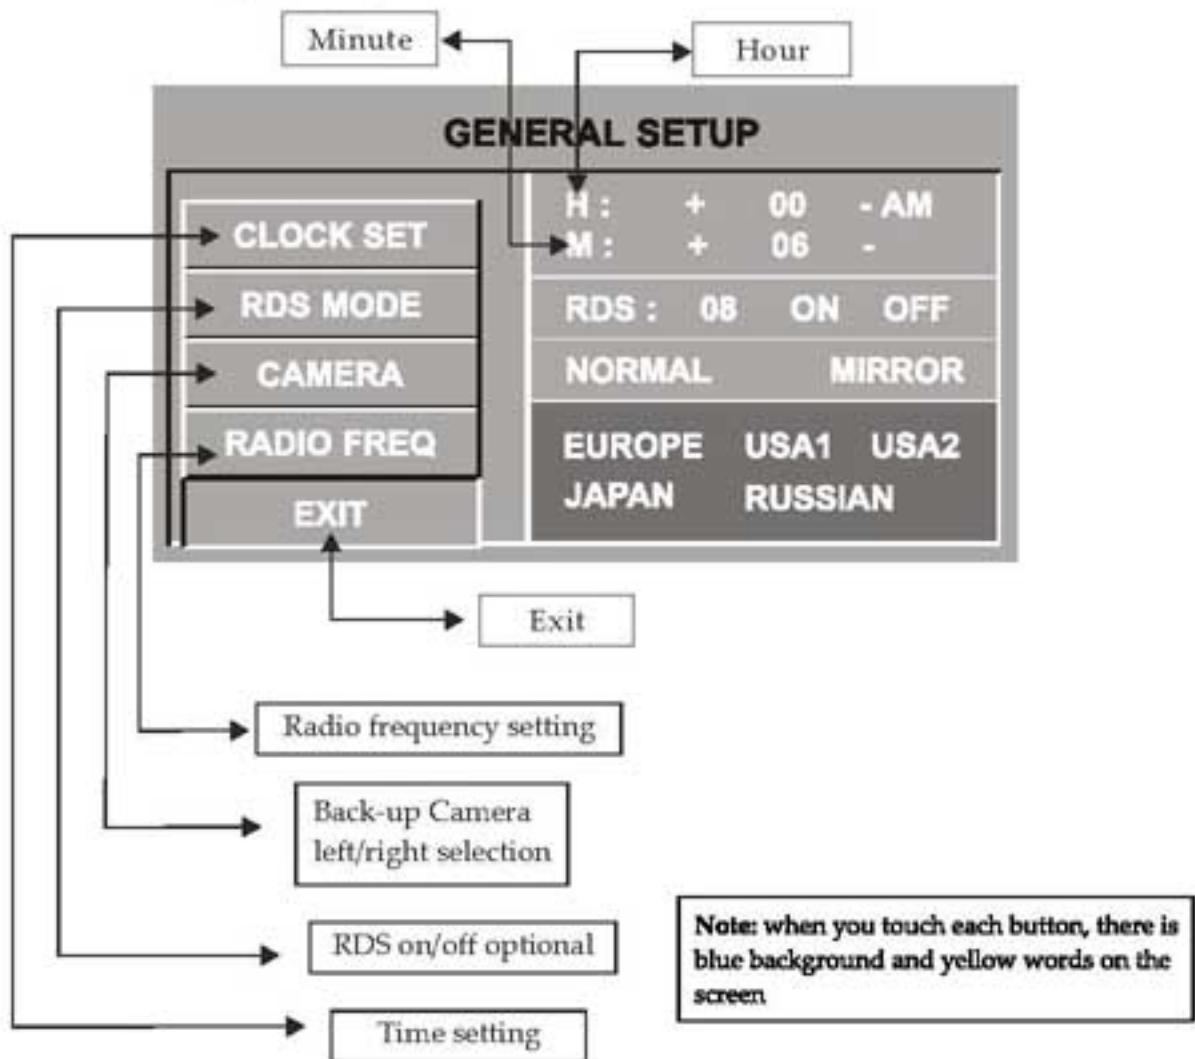 Minute
Hour
GENERAL SETUP
CLOCK SET
RDS MODE
CAMERA
RADIO FREQ
EXIT
H : + 00 - AM
M : + 06 -
RDS : 08 ON OFF
NORMAL MIRROR
EUROPE USA1 USA2
JAPAN RUSSIAN
Exit
Radio frequency setting
Back-up Camera
left/right selection
RDS on/off optional
Time setting
Note: when you touch each button, there is
blue background and yellow words on the
screen